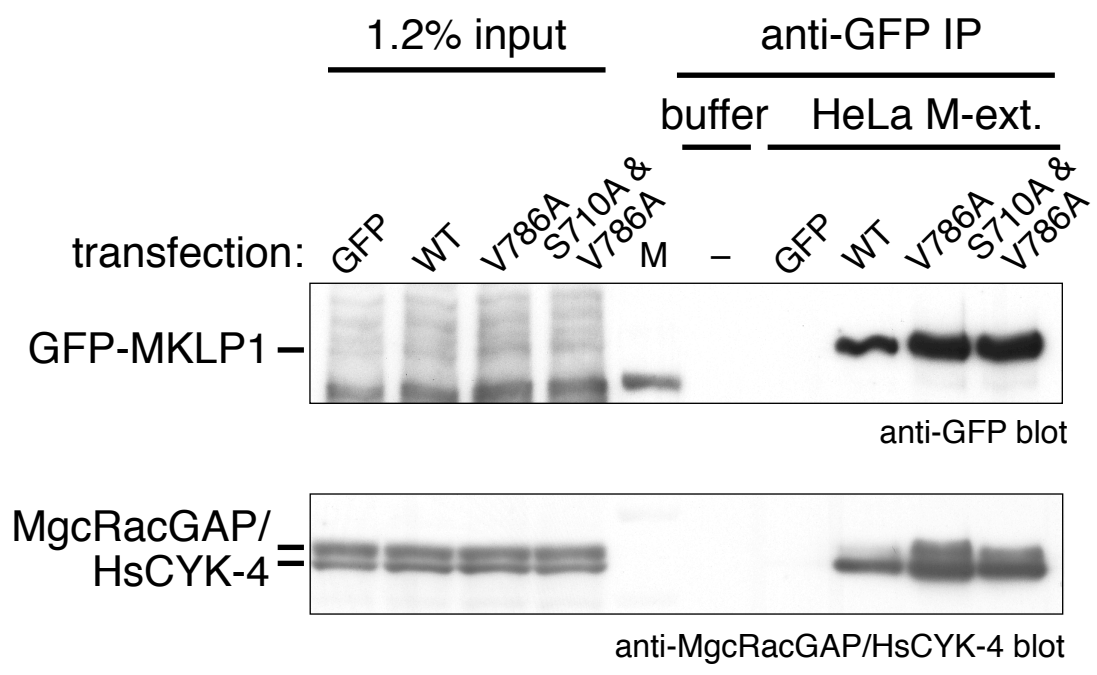 1.2% input
anti-GFP IP
buffer
HeLa M-ext.
transfection:
GFP
WT
V786A
S710A &
V786A
M
–
GFP
WT
V786A
S710A &
V786A
GFP-MKLP1
anti-GFP blot
MgcRacGAP/
HsCYK-4
anti-MgcRacGAP/HsCYK-4 blot